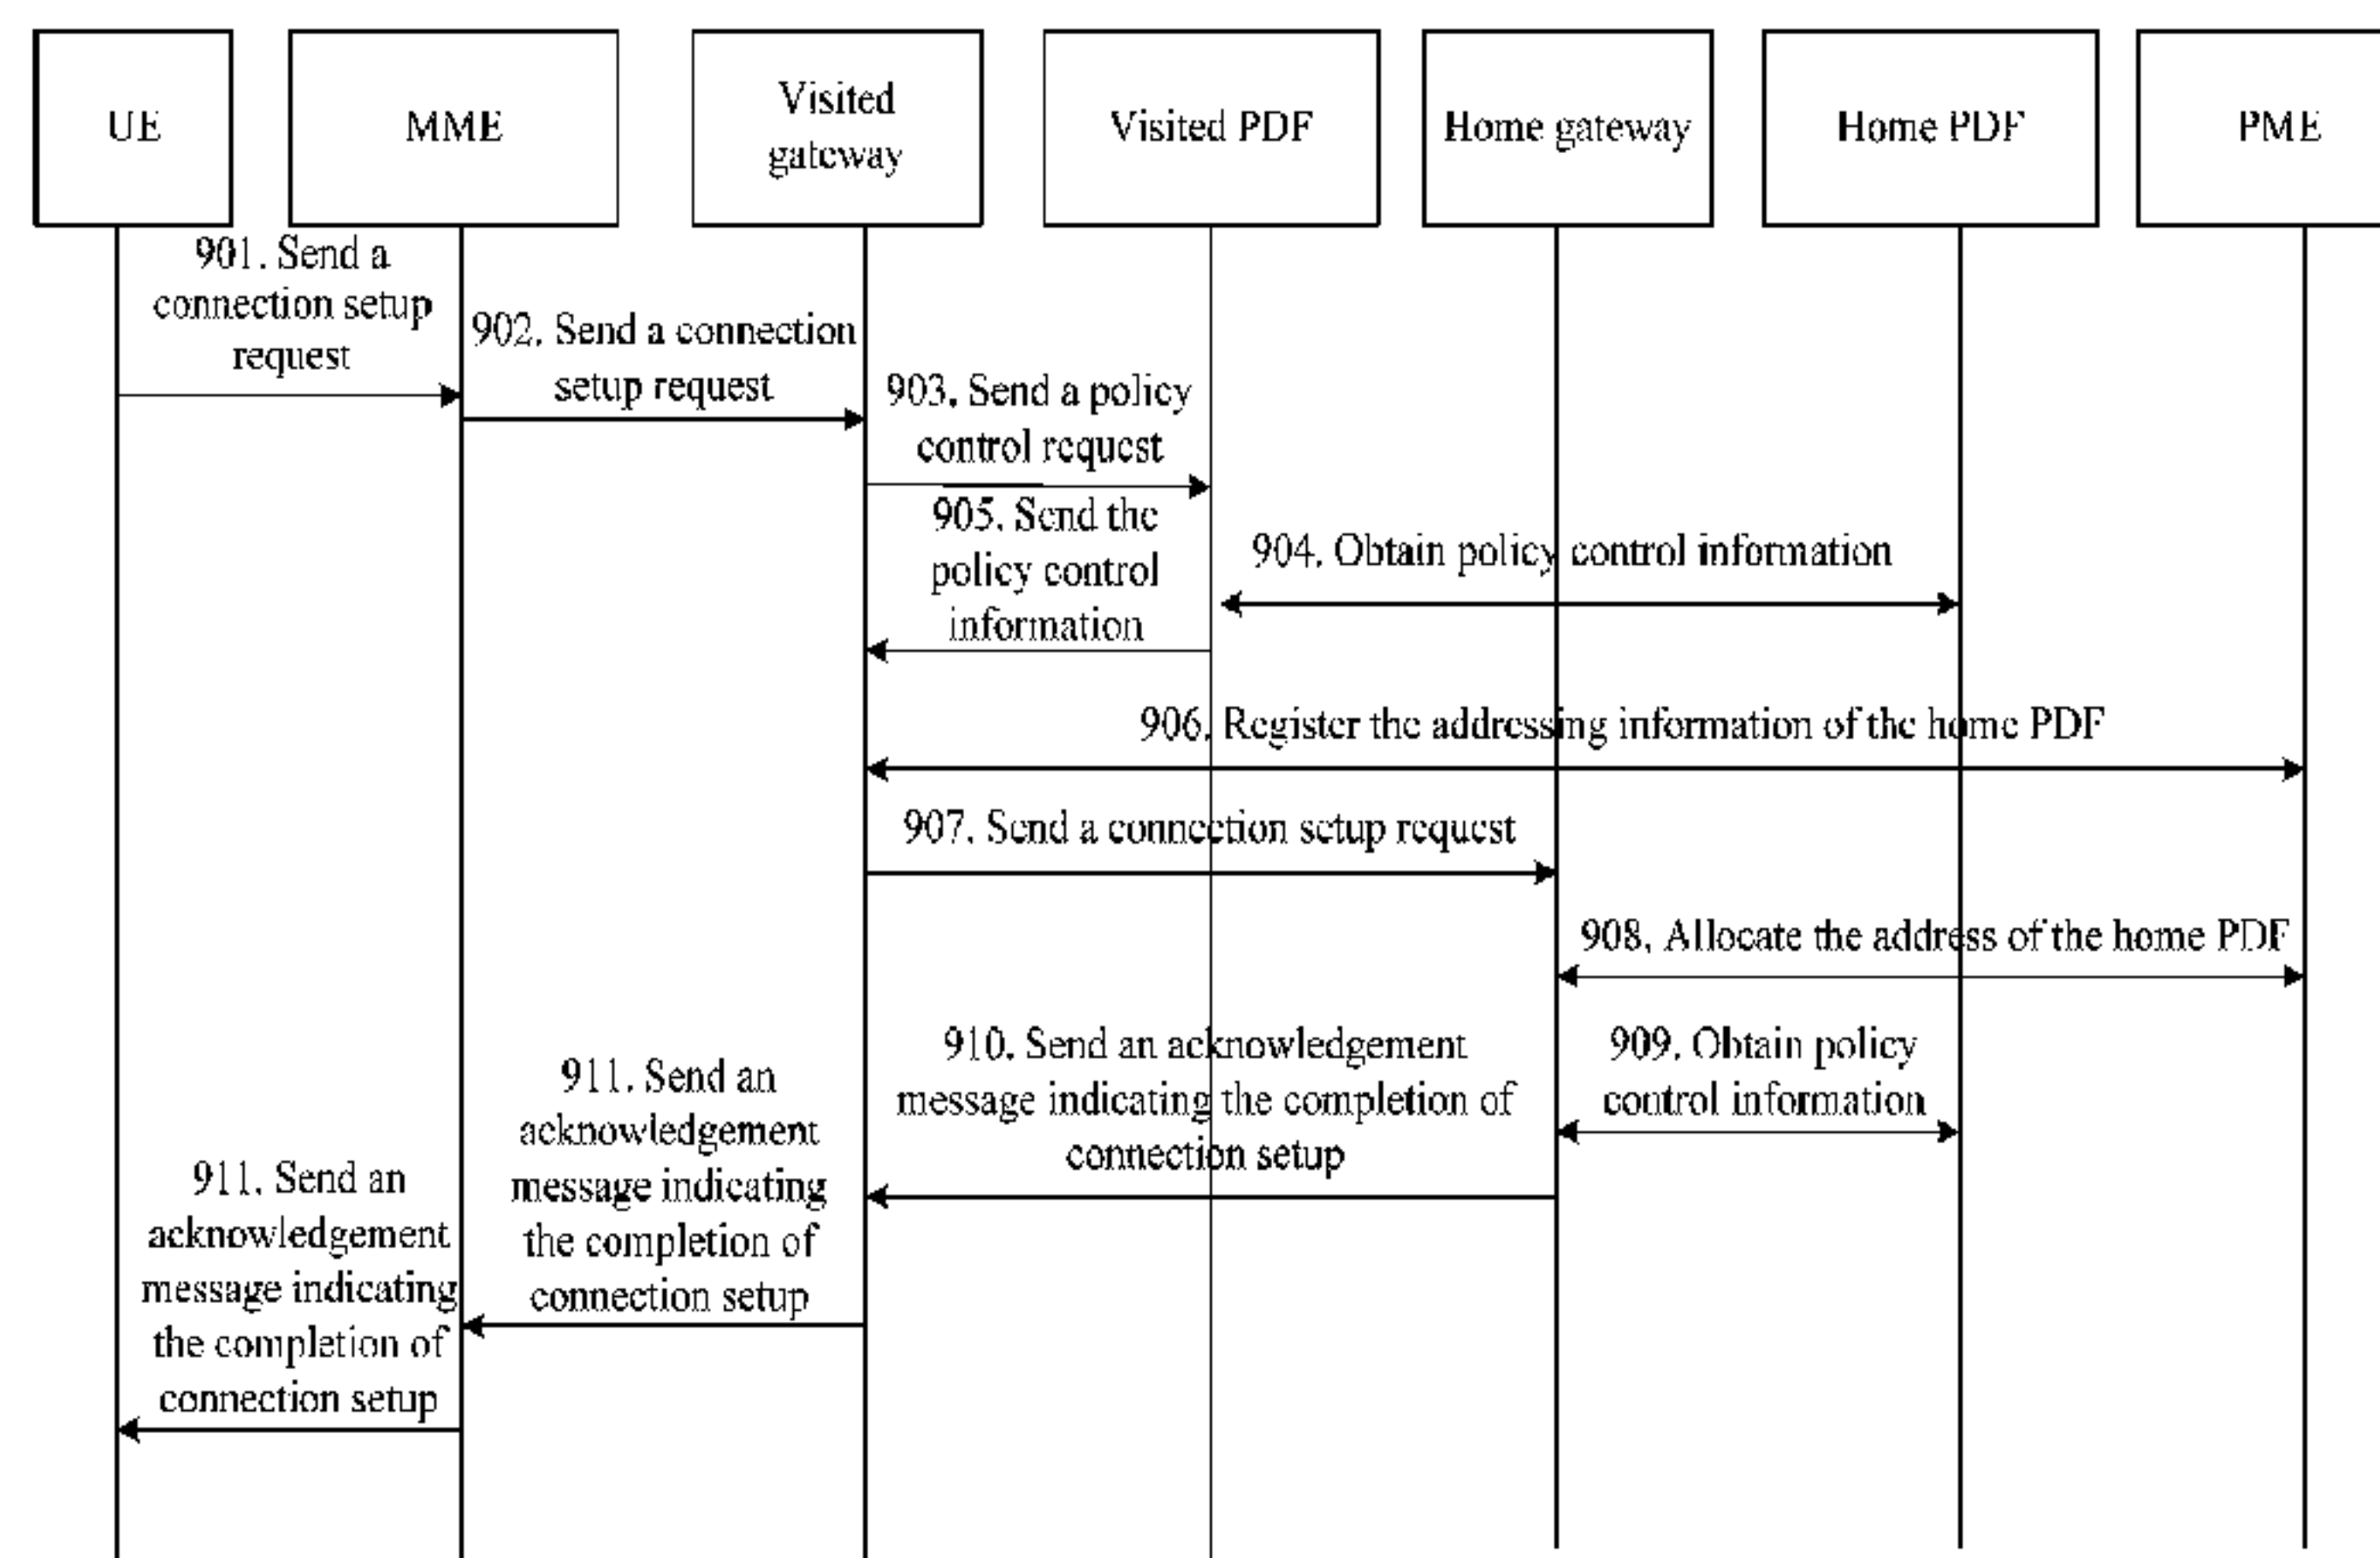 UE
MME
Visited
gateway
Visited PDF
Home gateway
Home PDF
PME
901. Send a
connection setup
request
902. Send a connection
setup request
903. Send a policy
control request
904. Obtain policy control information
905. Send the
policy control
information
906. Register the addressing information of the home PDF
907. Send a connection setup request
908. Allocate the address of the home PDF
909. Obtain policy
control information
910. Send an acknowledgement
message indicating the completion of
connection setup
911. Send an
acknowledgement
message indicating
the completion of
connection setup
911. Send an
acknowledgement
message indicating
the completion of
connection setup